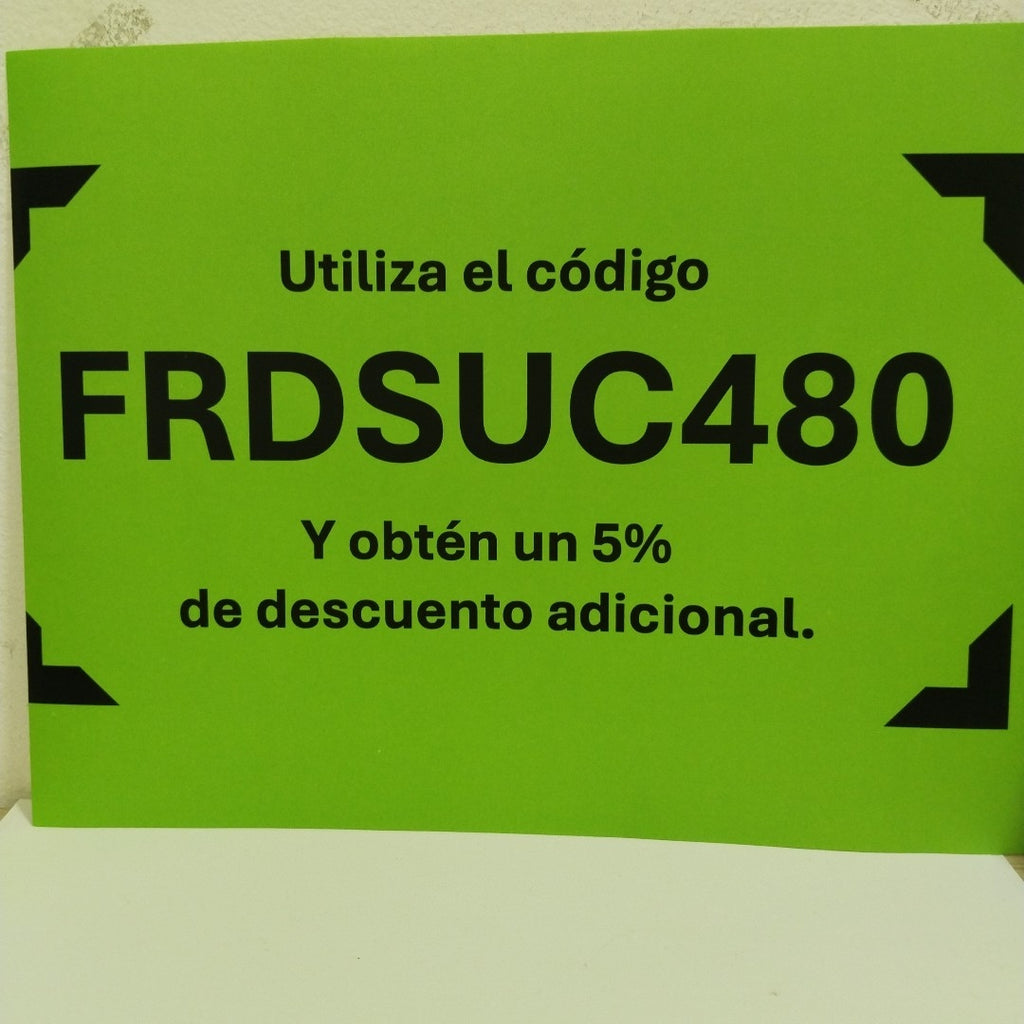 Utiliza el código
FRDSUC480
Y obtén un 5%
de descuento adicional.